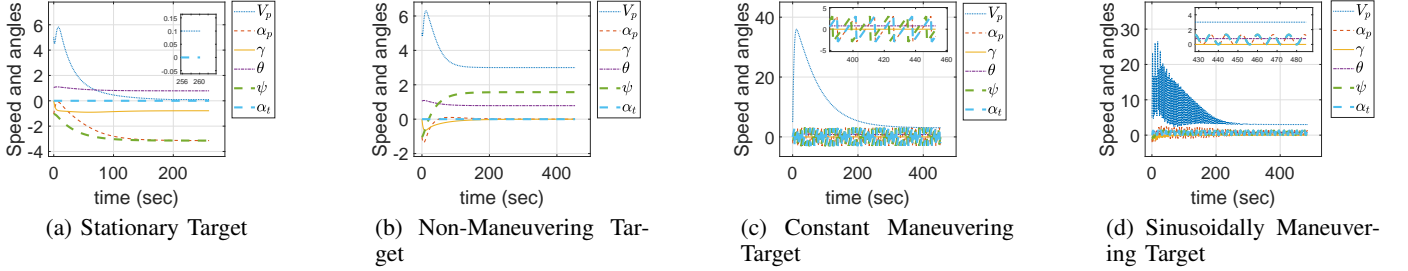 Speed and angles
6
4
2
0
-2
-4
0
100
200
time (sec)
0.15
0.1
0.05
0
-0.05
256
260
V_p
α_p
γ
θ
ψ
α_t
(a) Stationary Target
Speed and angles
6
4
2
0
-2
0
200
400
time (sec)
V_p
α_p
γ
θ
ψ
α_t
(b) Non-Maneuvering Tar-
get
Speed and angles
40
20
0
0
200
400
time (sec)
5
0
-5
400
420
440
460
V_p
α_p
γ
θ
ψ
α_t
(c) Constant Maneuvering
Target
Speed and angles
30
20
10
0
0
200
400
time (sec)
4
2
0
430
440
450
460
470
480
V_p
α_p
γ
θ
ψ
α_t
(d) Sinusoidally Maneuver-
ing Target